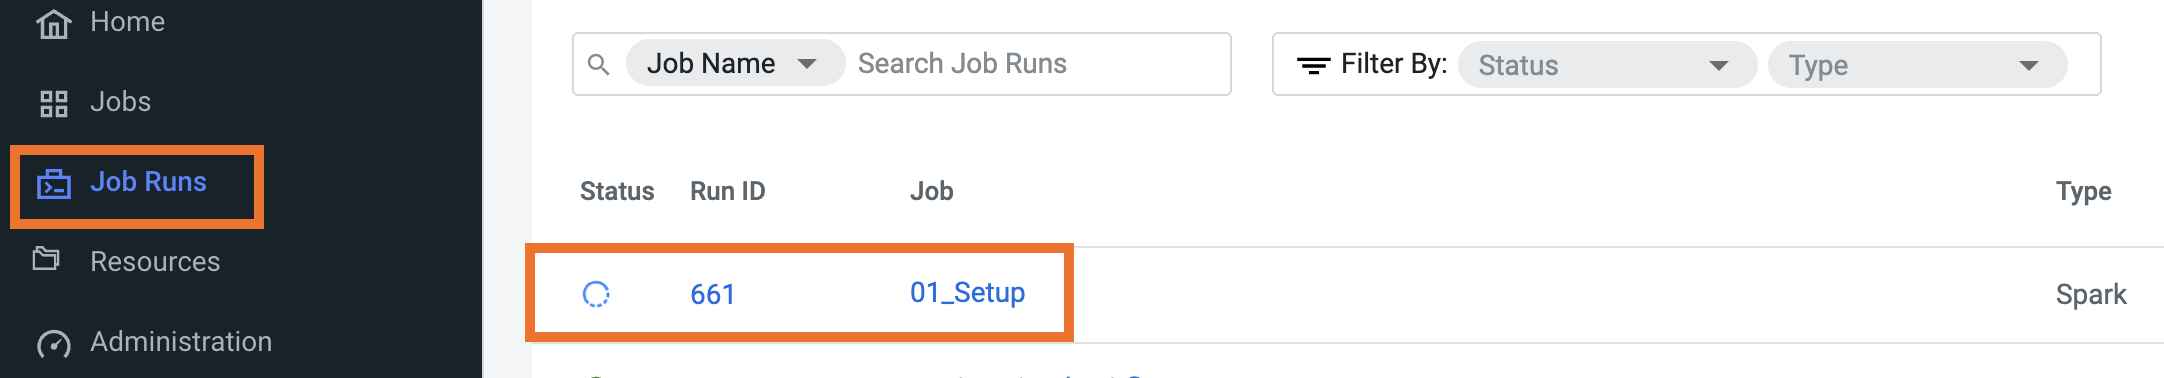 Home
Jobs
Job Runs
Resources
Administration
Job Name Search Job Runs
Filter By: Status Type
Status Run ID Job Type
661 01_Setup Spark